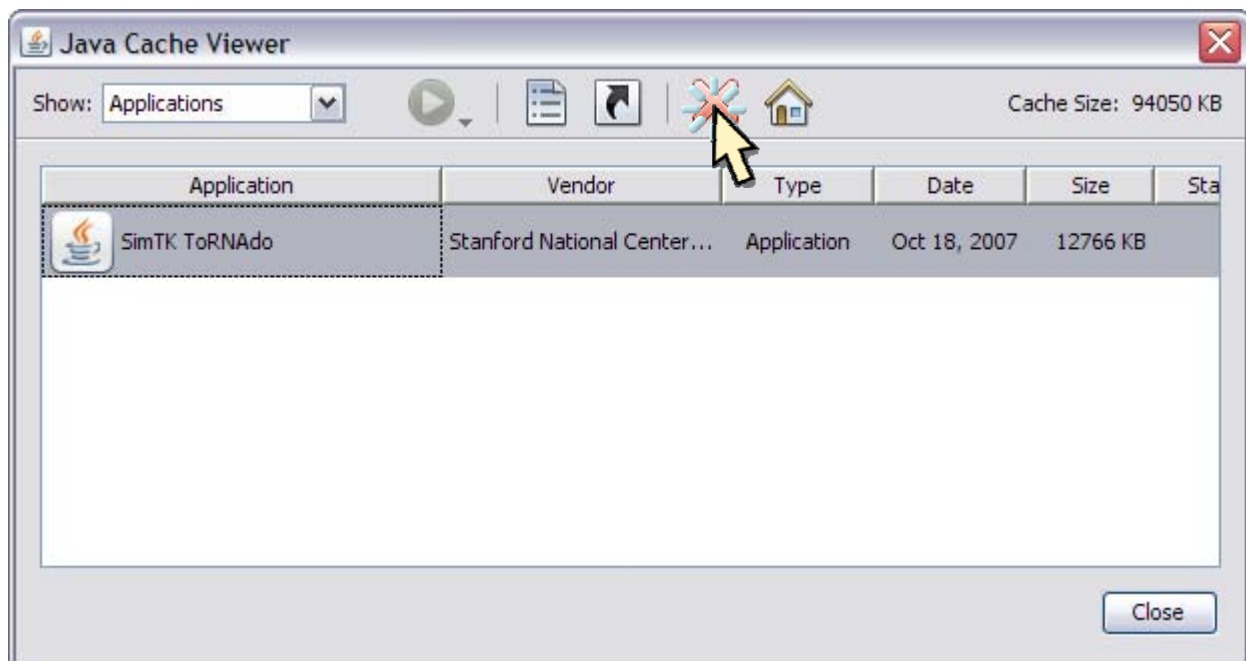 Java Cache Viewer
Show: Applications Cache Size: 94050 KB
Application Vendor Type Date Size Sta
SimTK ToRNAdo Stanford National Center... Application Oct 18, 2007 12766 KB
Close